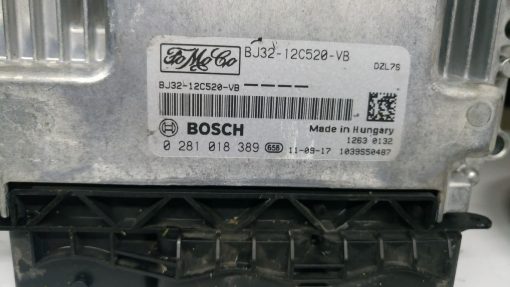 FoMoCo BJ32-12C520-VB
DZL7S
BJ32-12C520-VB ————
BOSCH
Made in Hungary
1263 0132
0 281 018 389 658 11-09-17 1039S50487